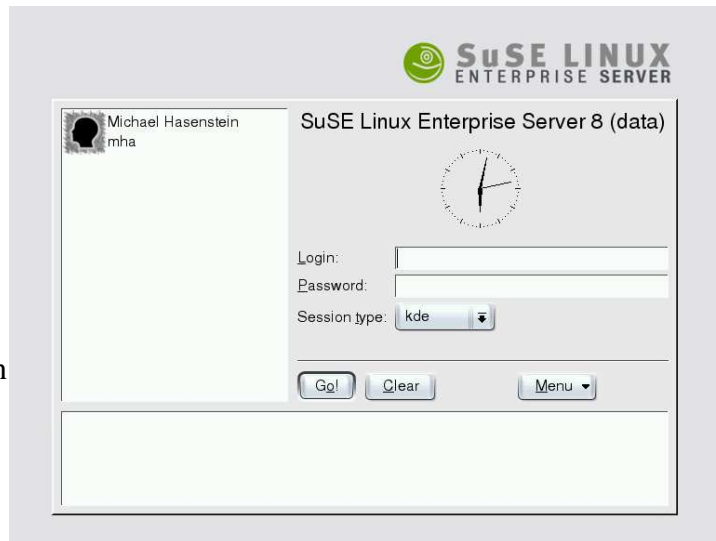 SuSE LINUX
ENTERPRISE SERVER
Michael Hasenstein
mha
SuSE Linux Enterprise Server 8 (data)
Login:
Password:
Session type:
kde
Go!
Clear
Menu